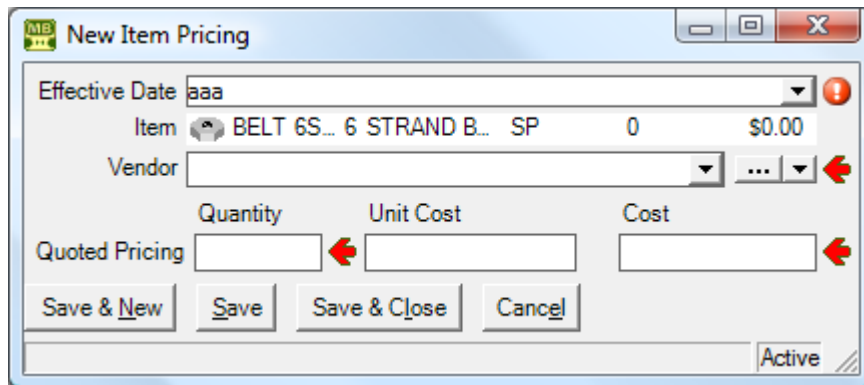 MB
New Item Pricing
Effective Date aaa
Item BELT 6S... 6 STRAND B... SP 0 $0.00
Vendor ...
Quantity Unit Cost Cost
Quoted Pricing
Save & New Save Save & Close Cancel
Active